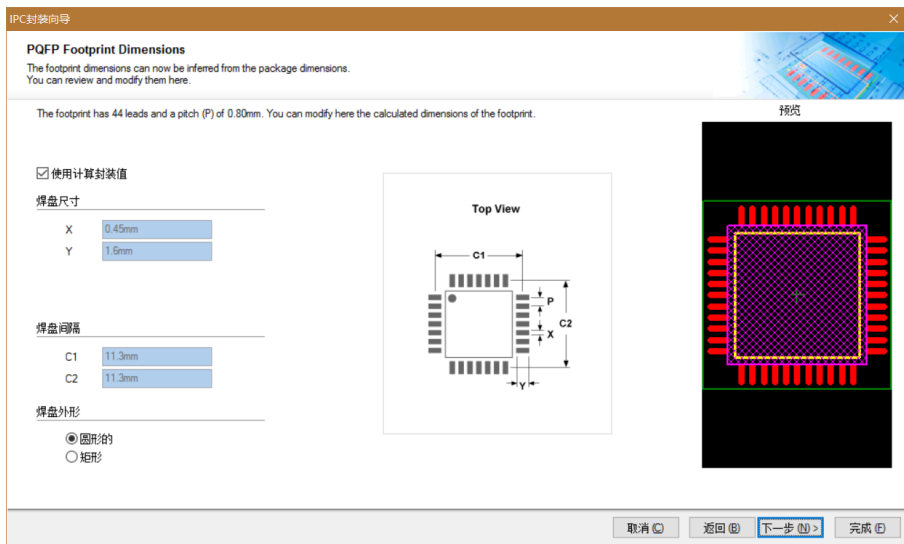 IPC封装向导
PQFP Footprint Dimensions
The footprint dimensions can now be inferred from the package dimensions.
You can review and modify them here.
The footprint has 44 leads and a pitch (P) of 0.80mm. You can modify here the calculated dimensions of the footprint.
预览
使用计算封装值
焊盘尺寸
X 0.45mm
Y 1.6mm
焊盘间隔
C1 11.3mm
C2 11.3mm
焊盘外形
圆形的
矩形
Top View
C1
P
C2
X
Y
取消(C) 返回(B) 下一步(N)> 完成(F)